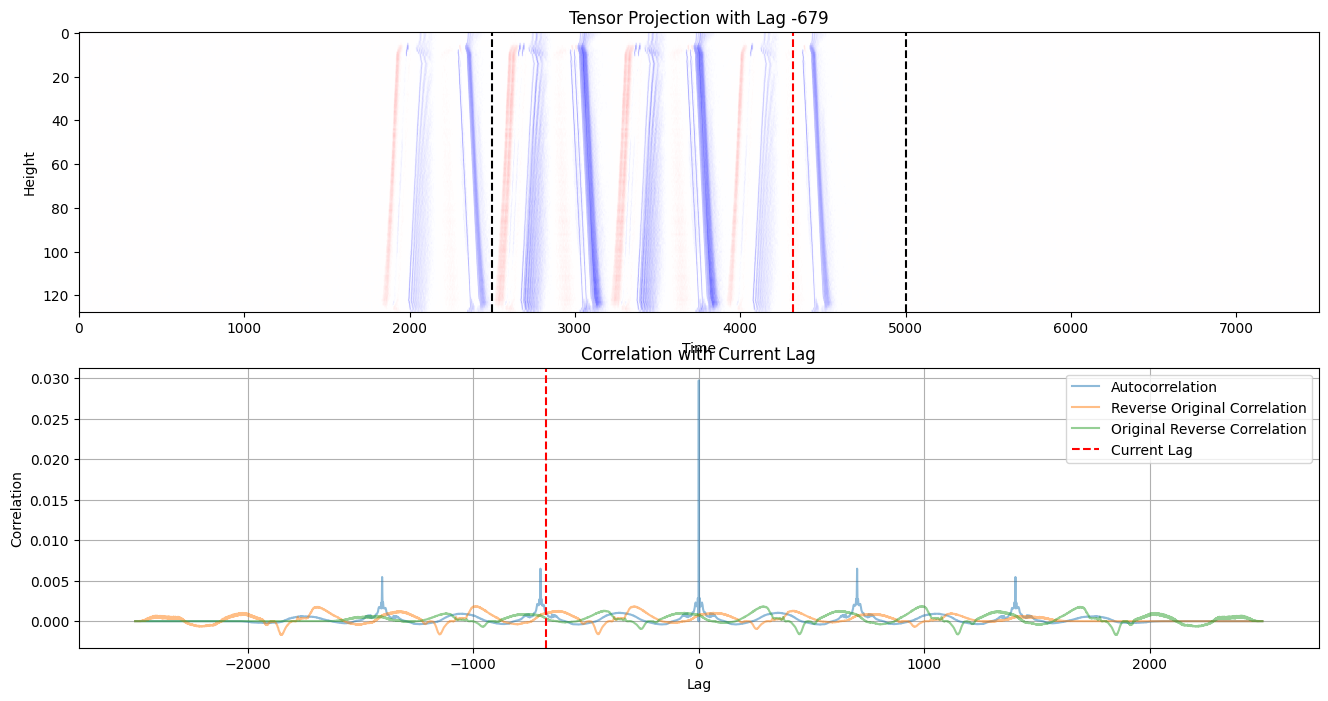 Tensor Projection with Lag -679
Height
0
20
40
60
80
100
120
0 1000 2000 3000 4000 5000 6000 7000
Time
Correlation with Current Lag
Correlation
0.030
0.025
0.020
0.015
0.010
0.005
0.000
Autocorrelation
Reverse Original Correlation
Original Reverse Correlation
Current Lag
−2000 −1000 0 1000 2000
Lag